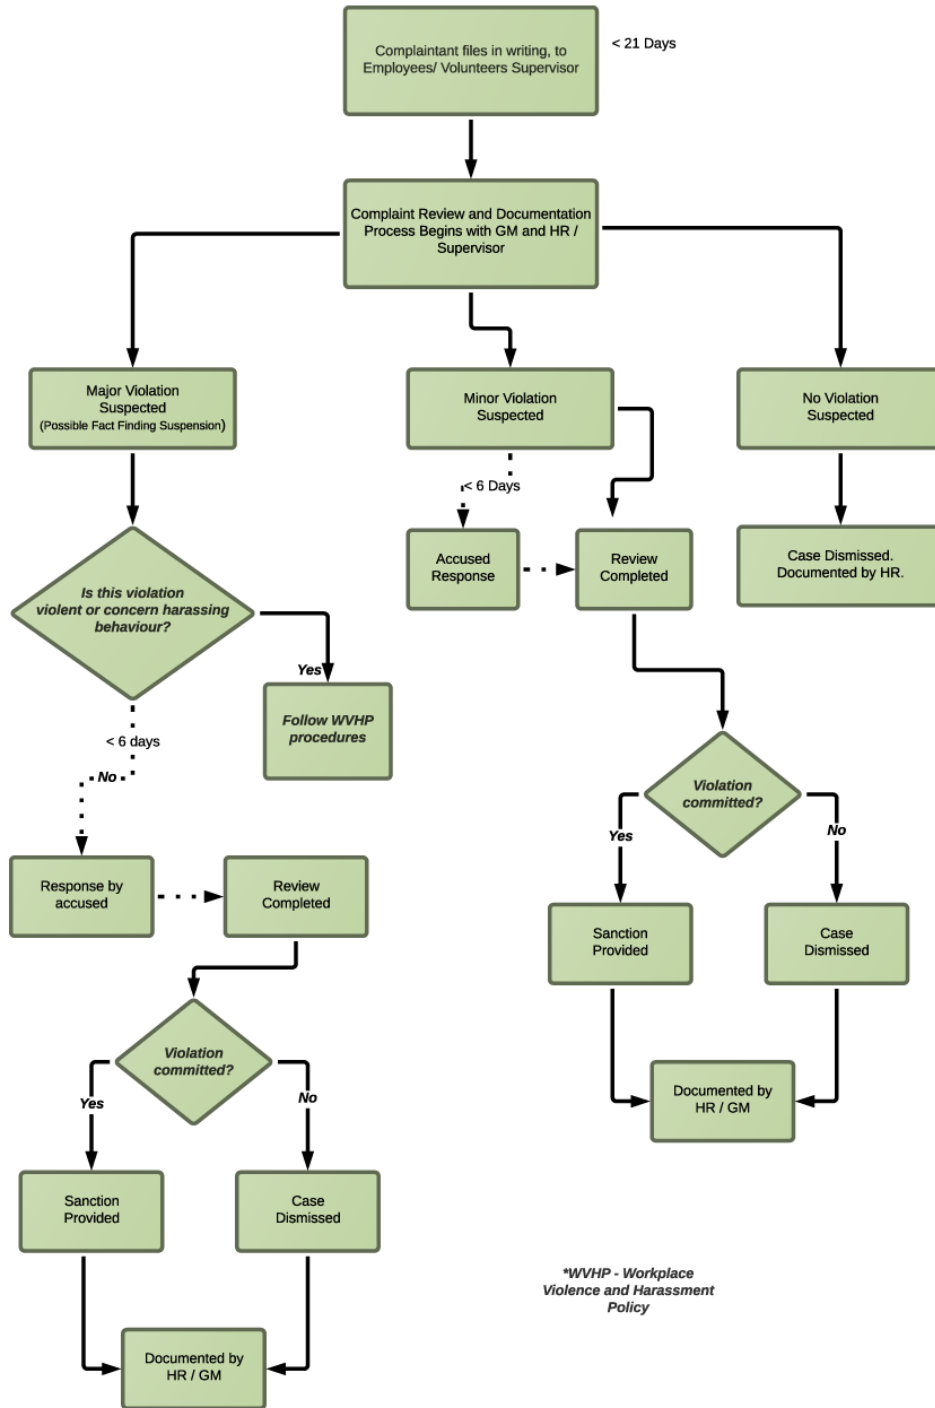 Complaintant files in writing, to
Employees/ Volunteers Supervisor
< 21 Days
Complaint Review and Documentation
Process Begins with GM and HR /
Supervisor
Major Violation
Suspected
(Possible Fact Finding Suspension)
Minor Violation
Suspected
No Violation
Suspected
< 6 Days
Accused
Response
Review
Completed
Case Dismissed.
Documented by HR.
Is this violation
violent or concern harassing
behaviour?
Yes
Follow WVHP
procedures
< 6 days
No
Response by
accused
Review
Completed
Violation
committed?
Yes
No
Sanction
Provided
Case
Dismissed
Documented by
HR / GM
Violation
committed?
Yes
No
Sanction
Provided
Case
Dismissed
Documented by
HR / GM
*WVHP - Workplace
Violence and Harassment
Policy